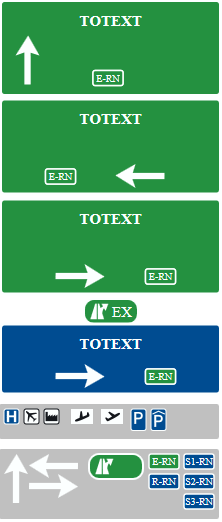 TOTEXT
E-RN
TOTEXT
E-RN
TOTEXT
E-RN
EX
TOTEXT
E-RN
H P P
E-RN S1-RN
R-RN S2-RN
S3-RN